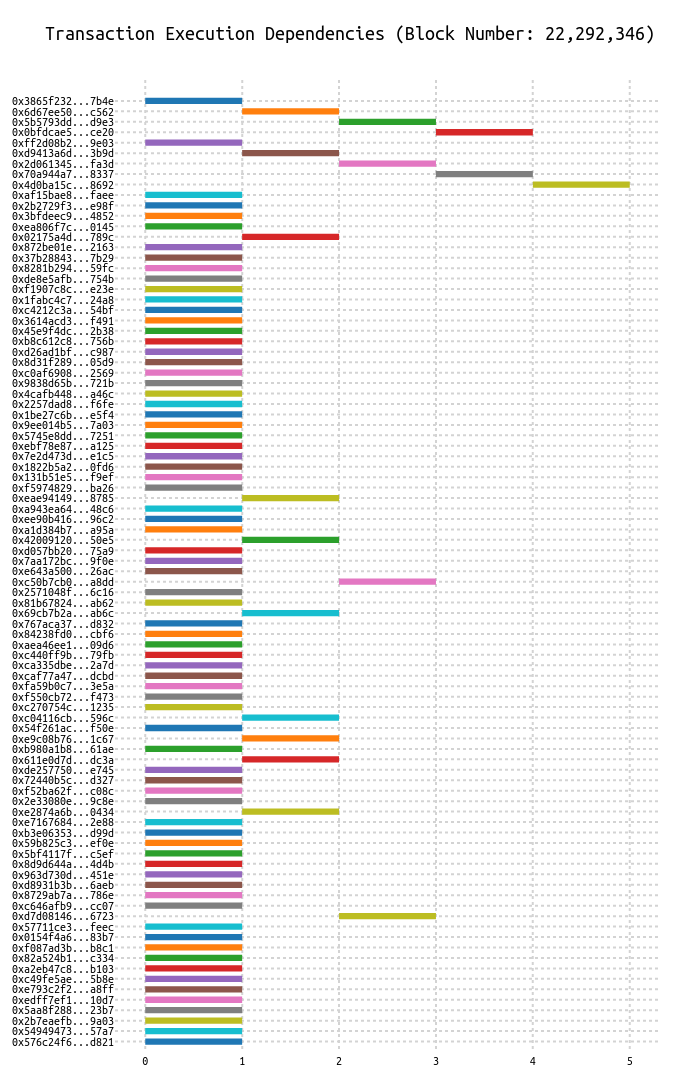 Transaction Execution Dependencies (Block Number: 22,292,346)
0x3865f232...7b4e
0x6d67ee50...c562
0x5b5793dd...d9e3
0x0bfdcae5...ce20
0xff2d08b2...9e03
0xd9413a6d...3b9d
0x2d061345...fa3d
0x70a944a7...8337
0x4d0ba15c...8692
0xaf15bae8...faee
0x2b2729f3...e98f
0x3bfdeec9...4852
0xea806f7c...0145
0x02175a4d...789c
0x872be01e...2163
0x37b28843...7b29
0x8281b294...59fc
0xde8e5afb...754b
0xf1907c8c...e23e
0x1fabc4c7...24a8
0xc4212c3a...54bf
0x3614acd3...f491
0x45e9f4dc...2b38
0xb8c612c8...756b
0xd26ad1bf...c987
0x8d31f289...05d9
0xc0af6908...2569
0x9838d65b...721b
0x4cafb448...a46c
0x2257dad8...f6fe
0x1be27c6b...e5f4
0x9ee014b5...7a03
0x5745e8dd...7251
0xebf78e87...a125
0x7e2d473d...e1c5
0x1822b5a2...0fd6
0x131b51e5...f9ef
0xf5974829...ba26
0xeae94149...8785
0xa943ea64...48c6
0xee90b416...96c2
0xa1d384b7...a95a
0x42009120...50e5
0xd057bb20...75a9
0x7aa172bc...9f0e
0xe643a500...26ac
0xc50b7cb0...a8dd
0x2571048f...6c16
0x81b67824...ab62
0x69cb7b2a...ab6c
0x767aca37...d832
0x84238fd0...cbf6
0xaea46ee1...09d6
0xc440ff9b...79fb
0xca335dbe...2a7d
0xcaf77a47...dcbd
0xfa59b0c7...3e5a
0xf550cb72...f473
0xc270754c...1235
0xc04116cb...596c
0x54f261ac...f50e
0xe9c08b76...1c67
0xb980a1b8...61ae
0x611e0d7d...dc3a
0xde257750...e745
0x72440b5c...d327
0xf52ba62f...c08c
0x2e33080e...9c8e
0xe2874a6b...0434
0xe7167684...2e88
0xb3e06353...d99d
0x59b825c3...ef0e
0x5bf4117f...c5ef
0x8d9d644a...4d4b
0x963d730d...451e
0xd8931b3b...6aeb
0x8729ab7a...786e
0xc646afb9...cc07
0xd7d08146...6723
0x57711ce3...feec
0x0154f4a6...83b7
0xf087ad3b...b8c1
0x82a524b1...c334
0xa2eb47c8...b103
0xc49fe5ae...5b8e
0xe793c2f2...a8ff
0xedff7ef1...10d7
0x5aa8f288...23b7
0x2b7eaefb...9a03
0x54949473...57a7
0x576c24f6...d821
0 1 2 3 4 5